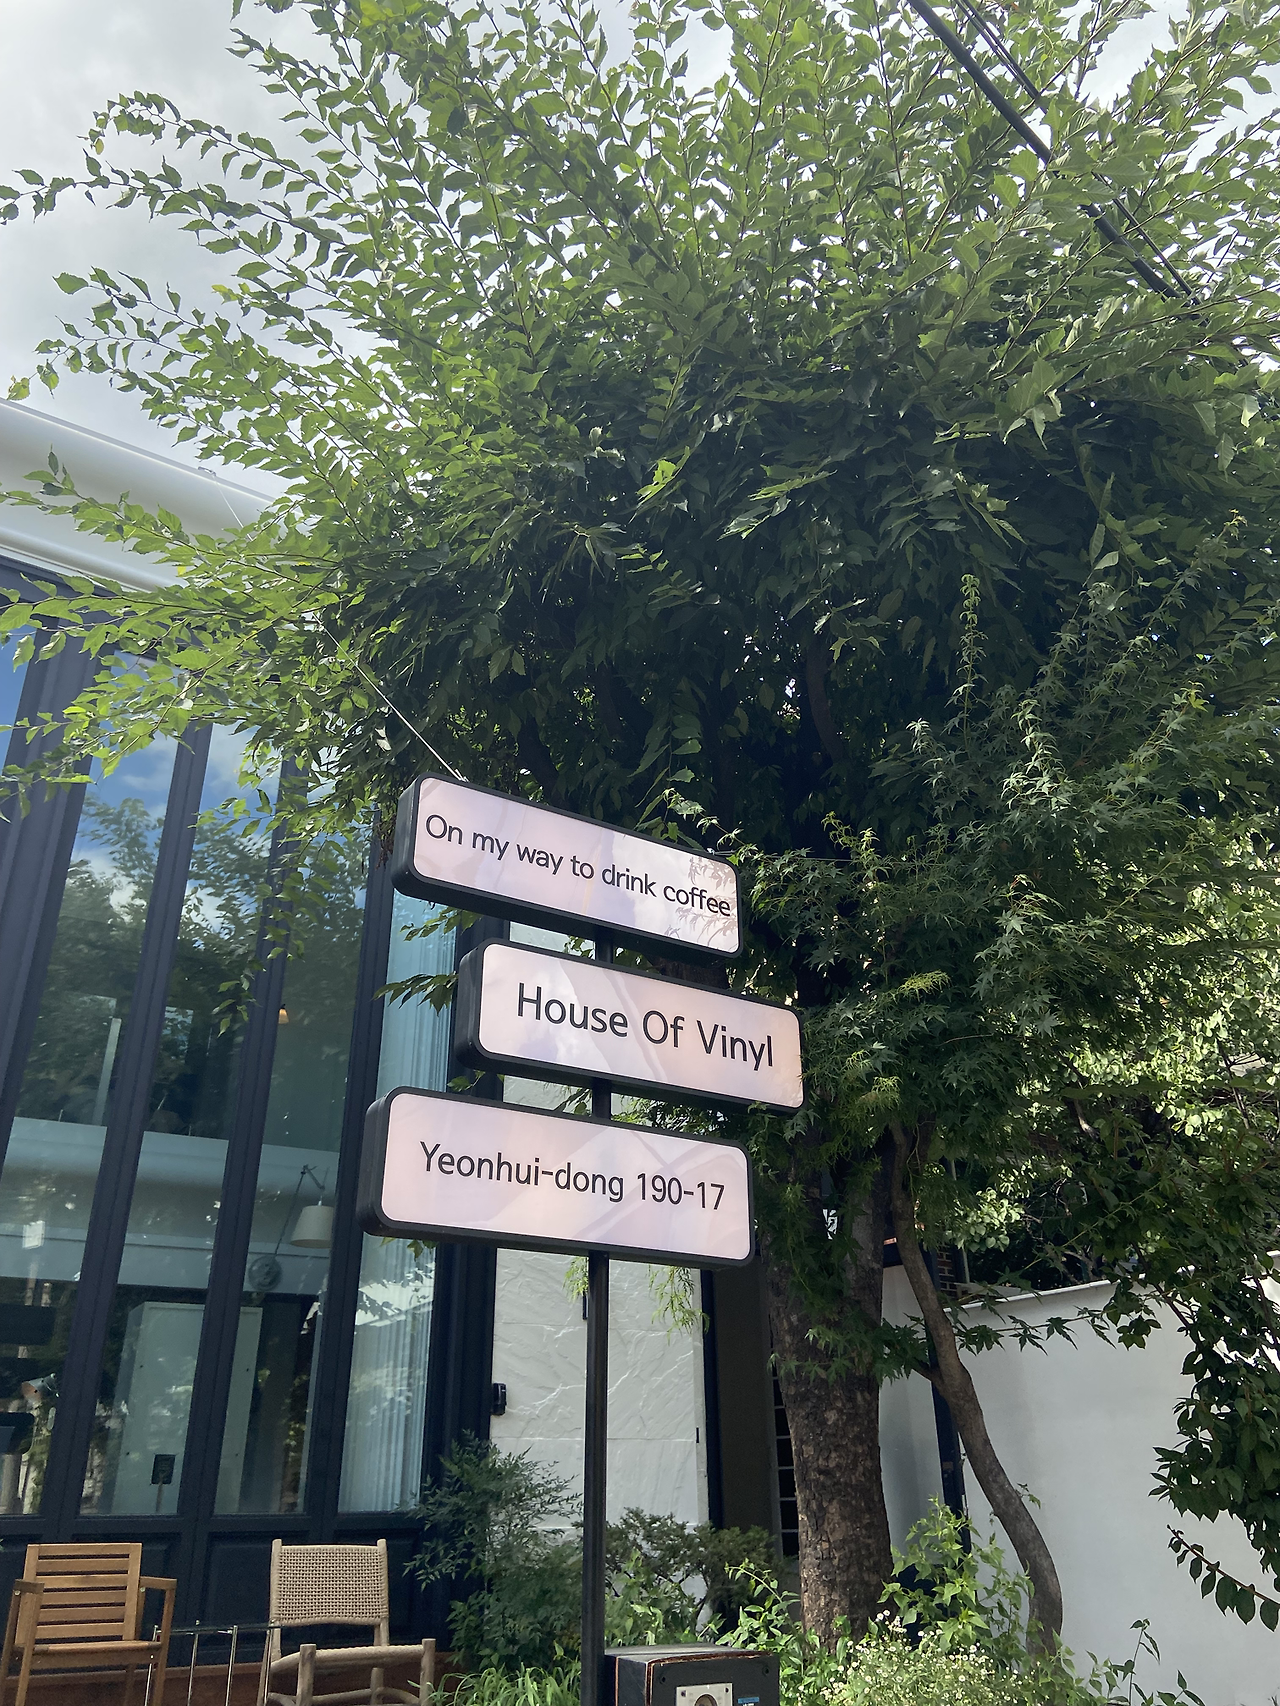 On my way to drink coffee
House Of Vinyl
Yeonhui-dong 190-17